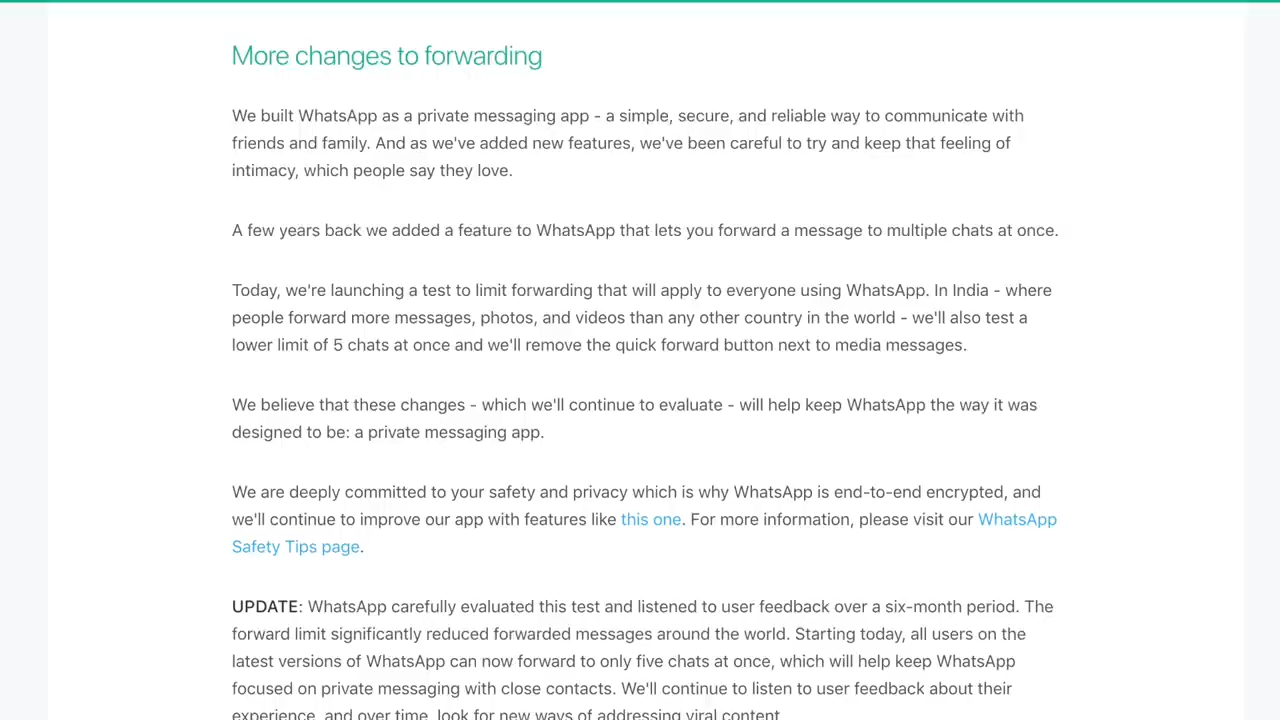 More changes to forwarding
We built WhatsApp as a private messaging app - a simple, secure, and reliable way to communicate with
friends and family. And as we've added new features, we've been careful to try and keep that feeling of
intimacy, which people say they love.
A few years back we added a feature to WhatsApp that lets you forward a message to multiple chats at once.
Today, we're launching a test to limit forwarding that will apply to everyone using WhatsApp. In India - where
people forward more messages, photos, and videos than any other country in the world - we'll also test a
lower limit of 5 chats at once and we'll remove the quick forward button next to media messages.
We believe that these changes - which we'll continue to evaluate - will help keep WhatsApp the way it was
designed to be: a private messaging app.
We are deeply committed to your safety and privacy which is why WhatsApp is end-to-end encrypted, and
we'll continue to improve our app with features like this one. For more information, please visit our WhatsApp
Safety Tips page.
UPDATE: WhatsApp carefully evaluated this test and listened to user feedback over a six-month period. The
forward limit significantly reduced forwarded messages around the world. Starting today, all users on the
latest versions of WhatsApp can now forward to only five chats at once, which will help keep WhatsApp
focused on private messaging with close contacts. We'll continue to listen to user feedback about their
experience, and over time, look for new ways of addressing viral content.